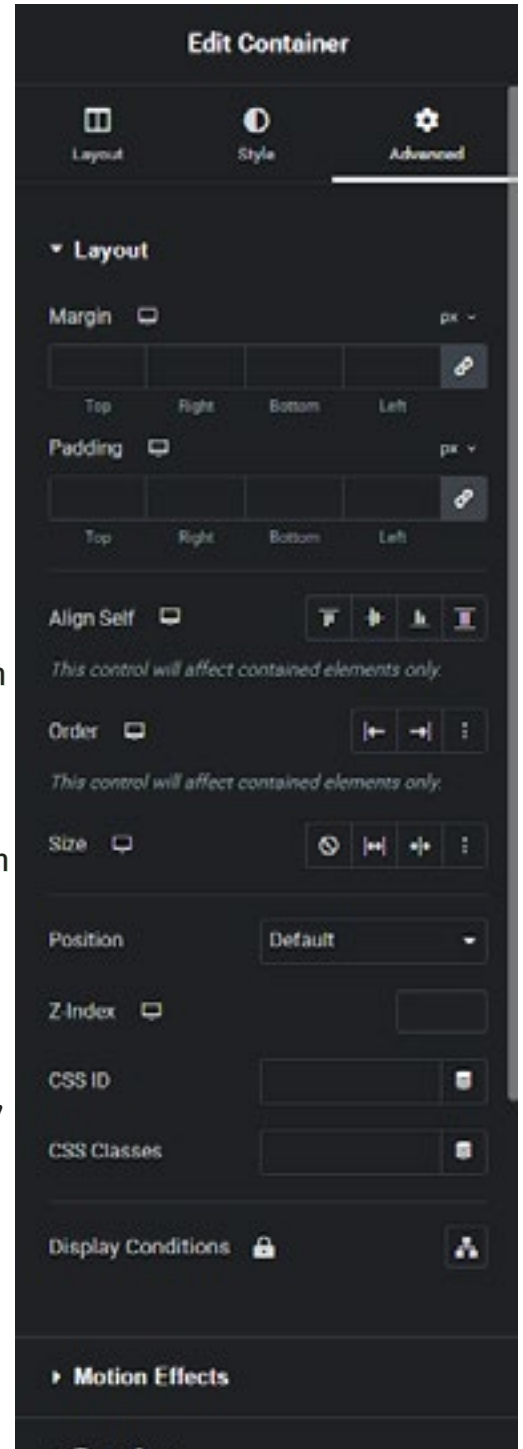 Edit Container
Layout Style Advanced
Layout
Margin px
Top Right Bottom Left
Padding px
Top Right Bottom Left
Align Self
This control will affect contained elements only.
Order
This control will affect contained elements only.
Size
Position Default
Z-Index
CSS ID
CSS Classes
Display Conditions
Motion Effects